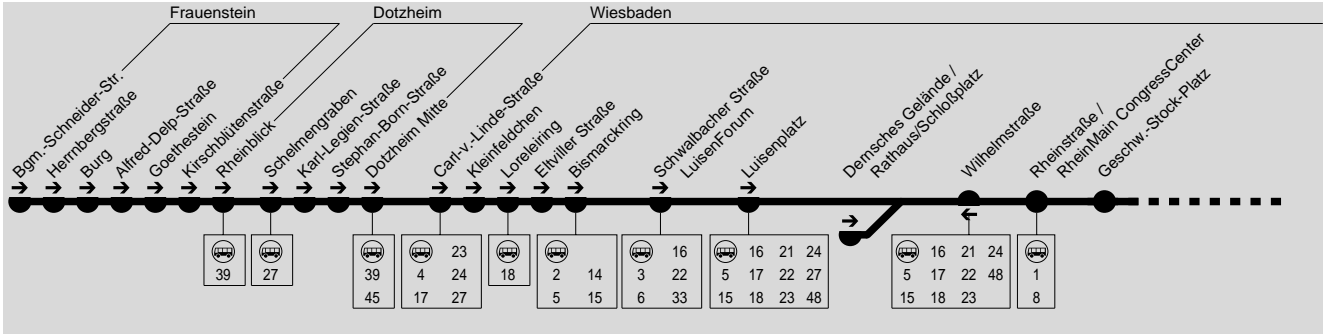 Frauenstein
Dotzheim
Wiesbaden
Bgm.-Schneider-Str.
Herrnbergstraße
Burg
Alfred-Delp-Straße
Goethestein
Kirschblütenstraße
Rheinblick
Schelmengraben
Karl-Legien-Straße
Stephan-Born-Straße
Dotzheim Mitte
Carl-v.-Linde-Straße
Kleinfeldchen
Loreleiring
Eltviller Straße
Bismarckring
Schwalbacher Straße
LuisenForum
Luisenplatz
Dernsches Gelände /
Rathaus/Schloßplatz
Wilhelmstraße
Rheinstraße /
RheinMain CongressCenter
Geschw.-Stock-Platz
39
27
39
45
23
4 24
17 27
18
2 14
5 15
16
3 22
6 33
16 21 24
5 17 22 27
15 18 23 48
16 21 24
5 17 22 48
15 18 23
1
8